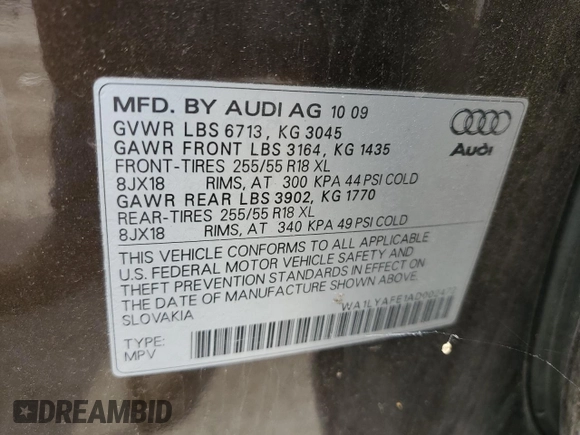 MFD. BY AUDI AG 10 09
GVWR LBS 6713, KG 3045
GAWR FRONT LBS 3164, KG 1435
FRONT-TIRES 255/55 R18 XL
8JX18 RIMS, AT 300 KPA 44 PSI COLD
GAWR REAR LBS 3902, KG 1770
REAR-TIRES 255/55 R18 XL
8JX18 RIMS, AT 340 KPA 49 PSI COLD
THIS VEHICLE CONFORMS TO ALL APPLICABLE
U.S. FEDERAL MOTOR VEHICLE SAFETY AND
THEFT PREVENTION STANDARDS IN EFFECT ON
THE DATE OF MANUFACTURE SHOWN ABOVE.
SLOVAKIA
TYPE:
MPV
Audi
DREAMBID